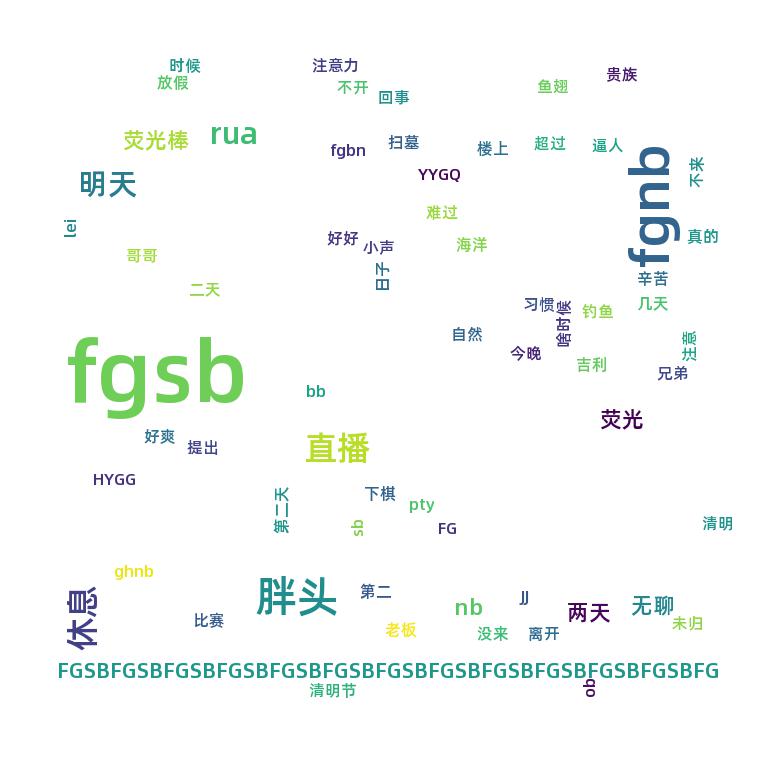 时候
注意力
贵族
放假
不开
鱼翅
回事
荧光棒
rua
fgbn
扫墓
楼上
超过
逼人
fgnb
不来
YYGQ
明天
难过
lei
好好
小声
海洋
真的
哥哥
日子
辛苦
二天
习惯
啥时候
钓鱼
几天
自然
今晚
注意
fgsb
吉利
兄弟
bb
荧光
好爽
提出
直播
HYGG
第二天
下棋
pty
sb
FG
清明
ghnb
胖头
第二
JJ
休息
nb
两天
无聊
比赛
老板
没来
离开
未归
FGSBFGSBFGSBFGSBFGSBFGSBFGSBFGSBFGSBFGSBFGSBFGSBFG
清明节
ob